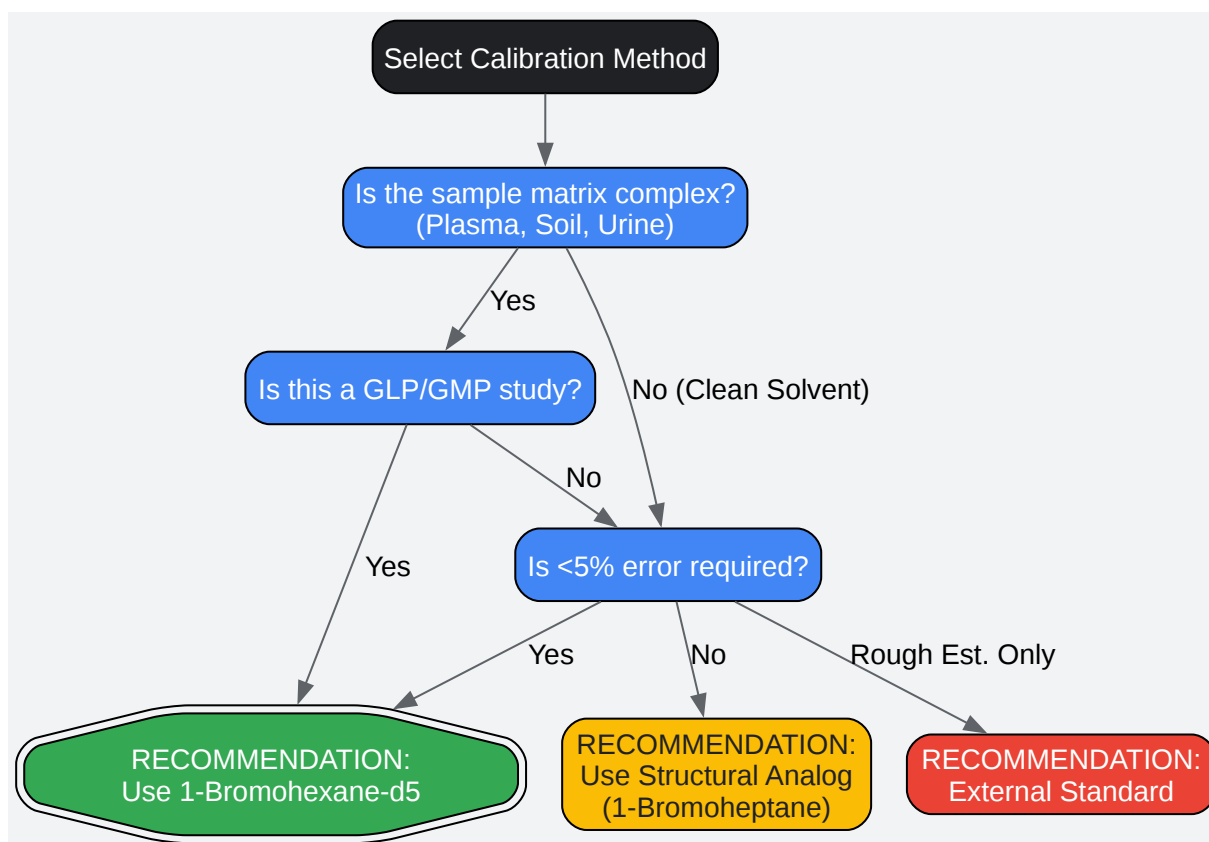 Select Calibration Method
Is the sample matrix complex?
(Plasma, Soil, Urine)
Yes
No (Clean Solvent)
Is this a GLP/GMP study?
No
Yes
Is <5% error required?
Yes
No
Rough Est. Only
RECOMMENDATION:
Use 1-Bromohexane-d5
RECOMMENDATION:
Use Structural Analog
(1-Bromoheptane)
RECOMMENDATION:
External Standard